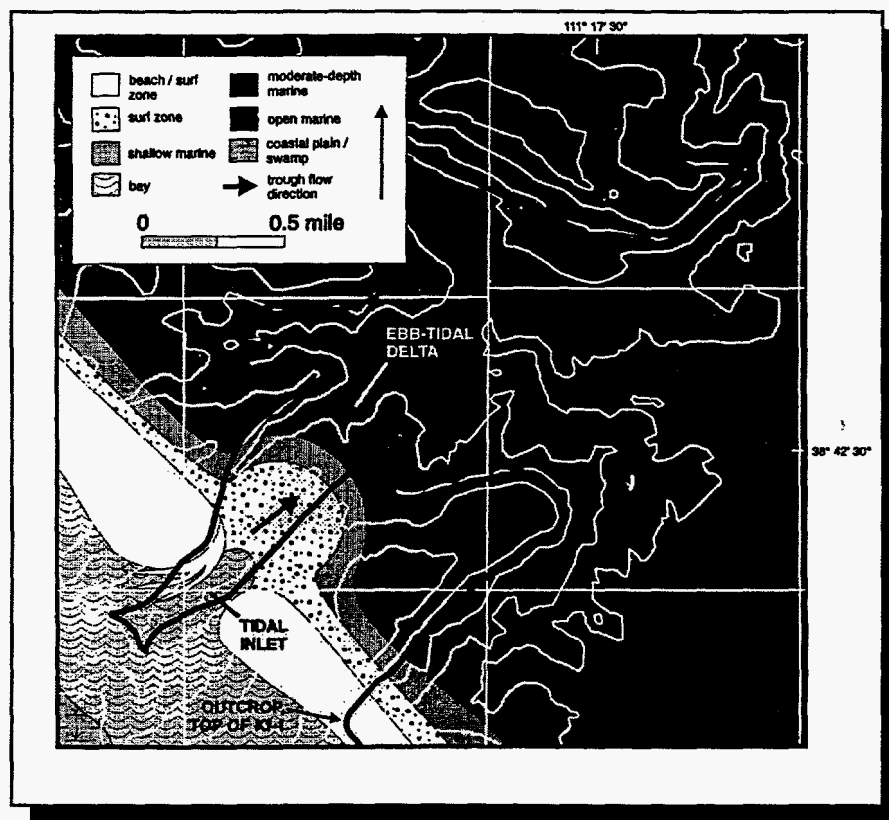 111° 17' 30"
beach / surf
zone
surf zone
shallow marine
bay
moderate-depth
marine
open marine
coastal plain /
swamp
trough flow
direction
0 0.5 mile
EBB-TIDAL
DELTA
38° 42' 30"
TIDAL
INLET
OUTCROP
TOP OF